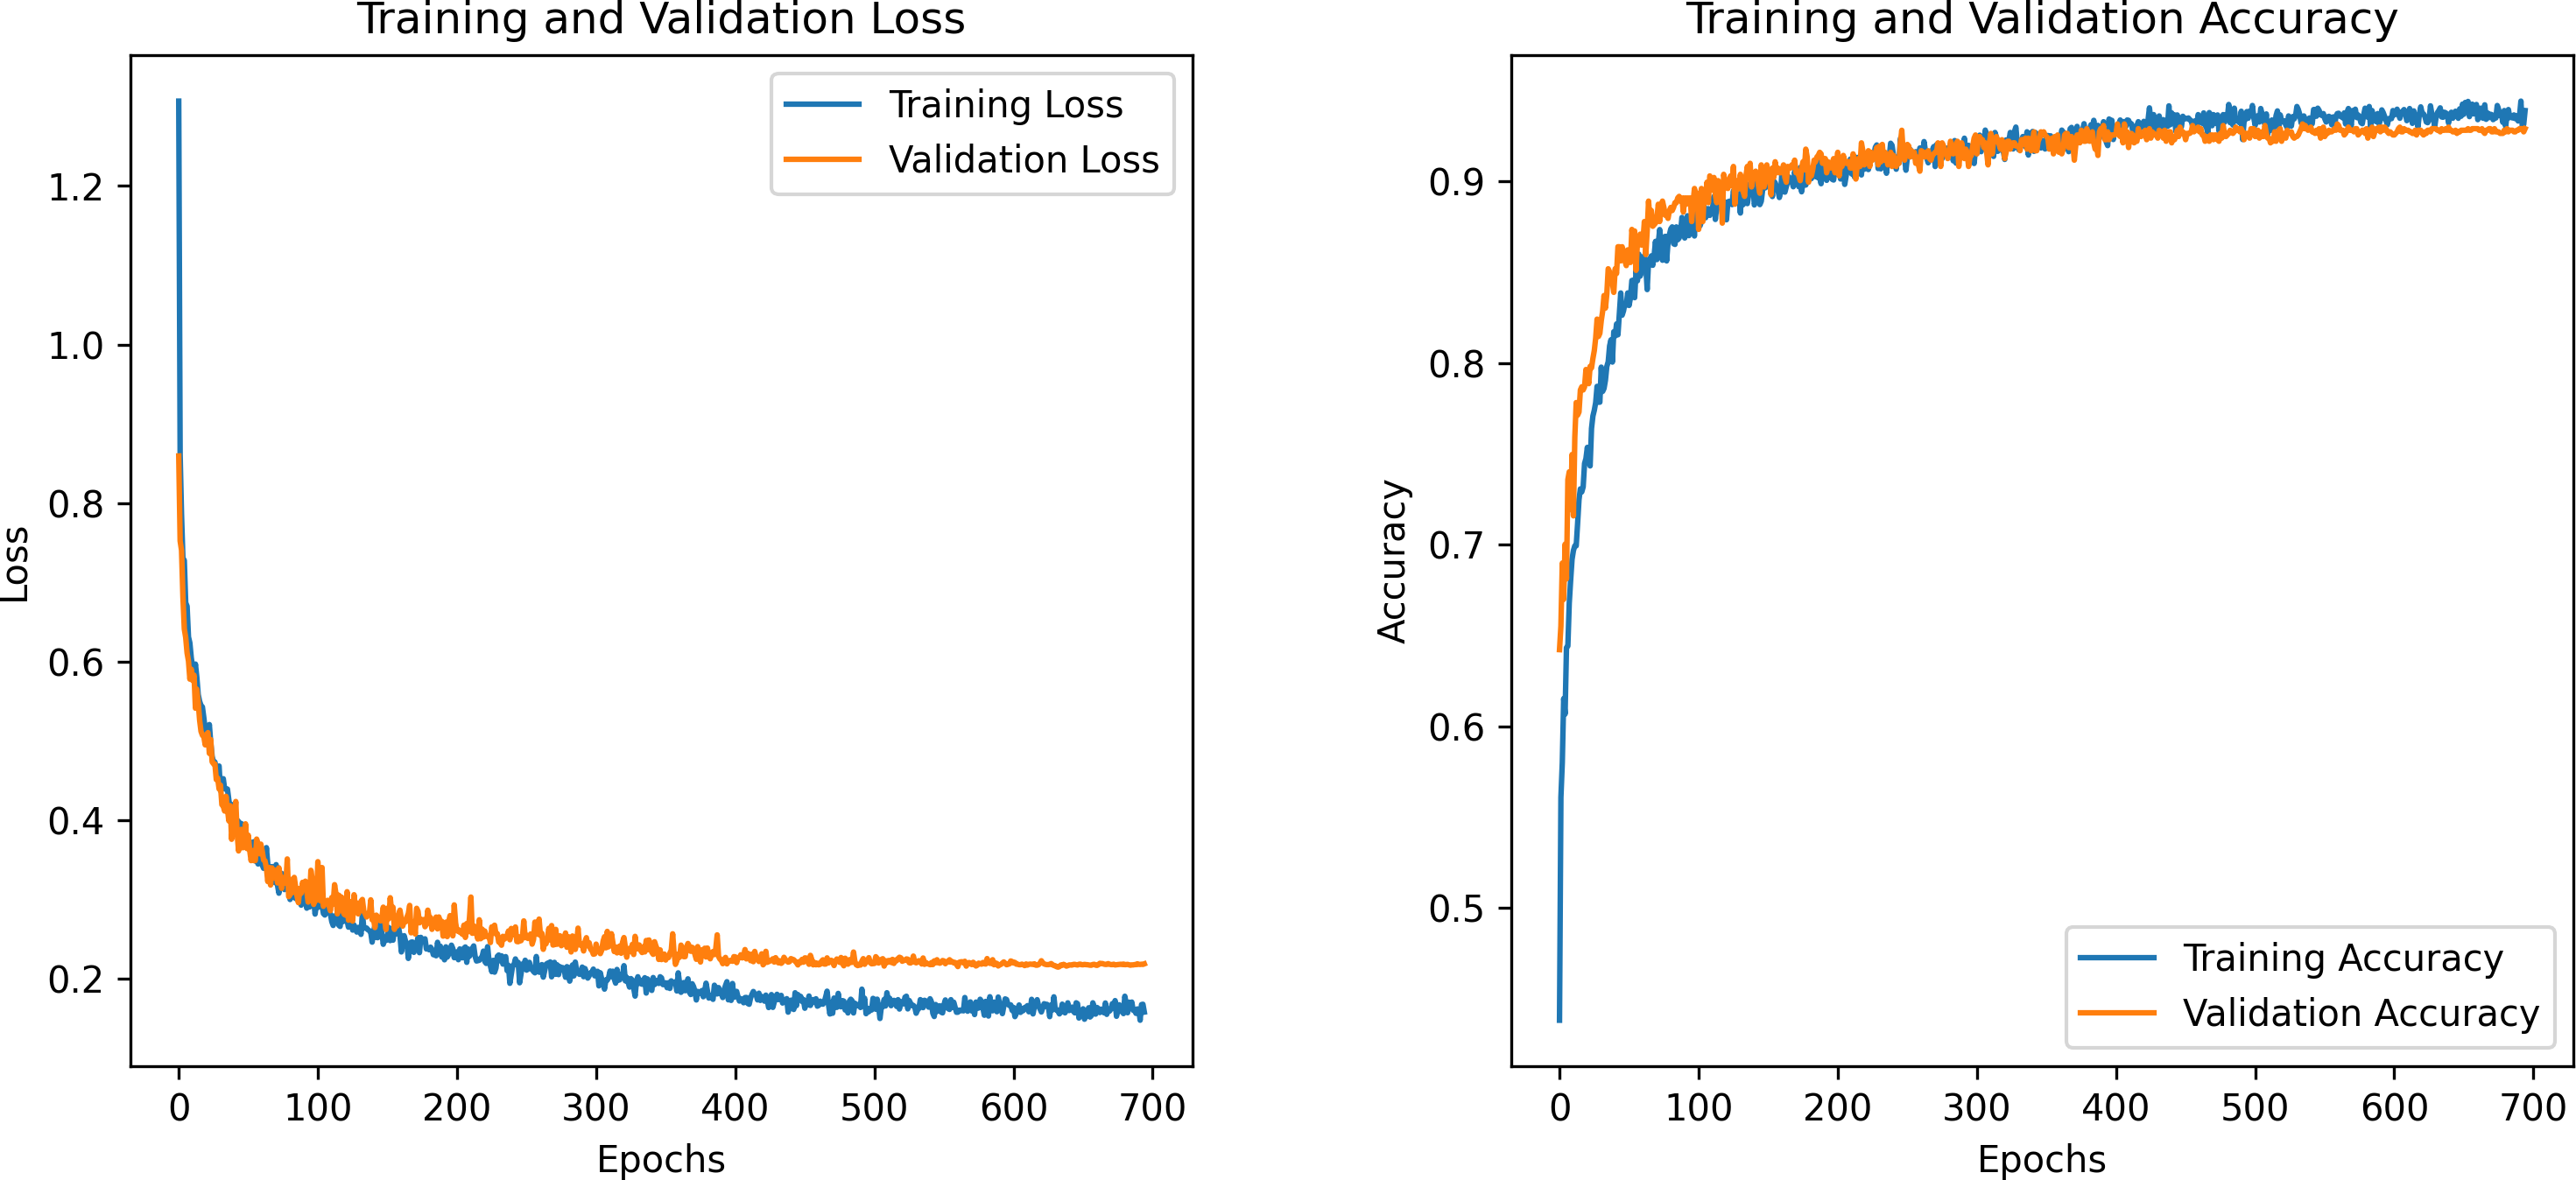 Training and Validation Loss
Training Loss
Validation Loss
1.2
1.0
0.8
0.6
0.4
0.2
Loss
0 100 200 300 400 500 600 700
Epochs
Training and Validation Accuracy
0.9
0.8
0.7
0.6
0.5
Accuracy
Training Accuracy
Validation Accuracy
0 100 200 300 400 500 600 700
Epochs